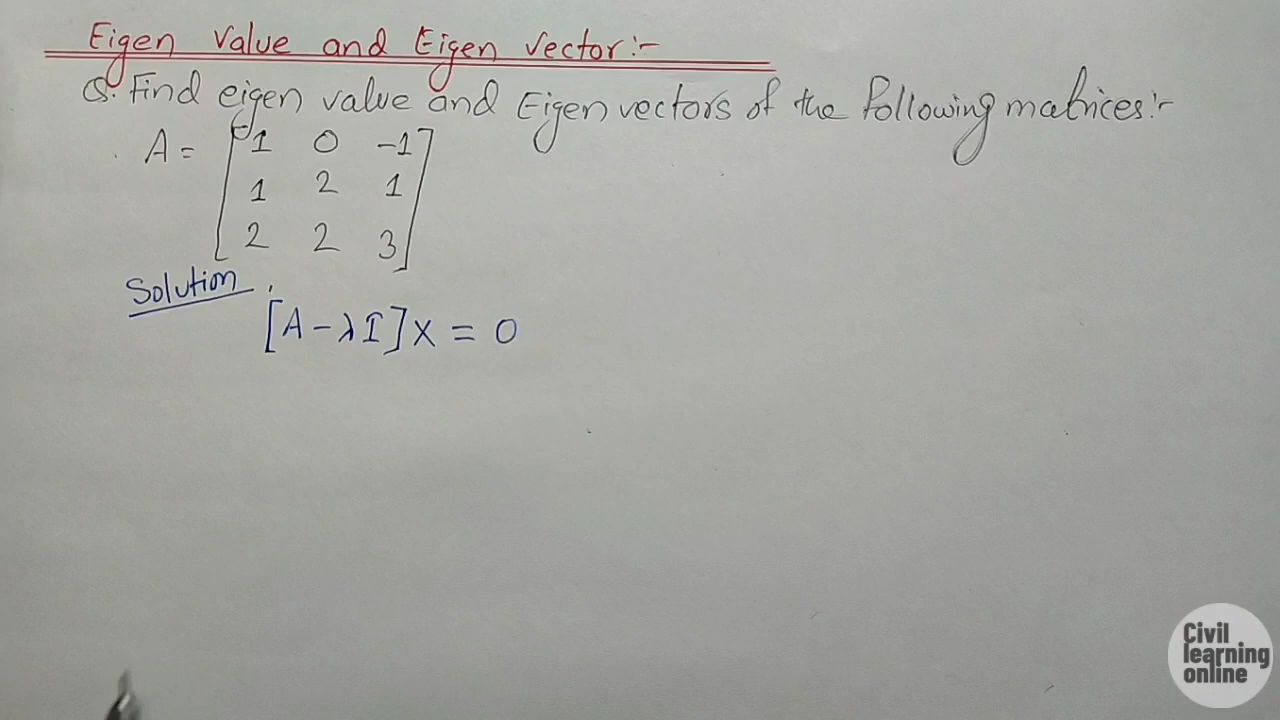 Eigen Value and Eigen Vector:-
Q. Find eigen value and Eigen vectors of the following matrices:-
A = [1 0 -1
1 2 1
2 2 3]
Solution,
[A - λI]X = 0
Civil
learning
online